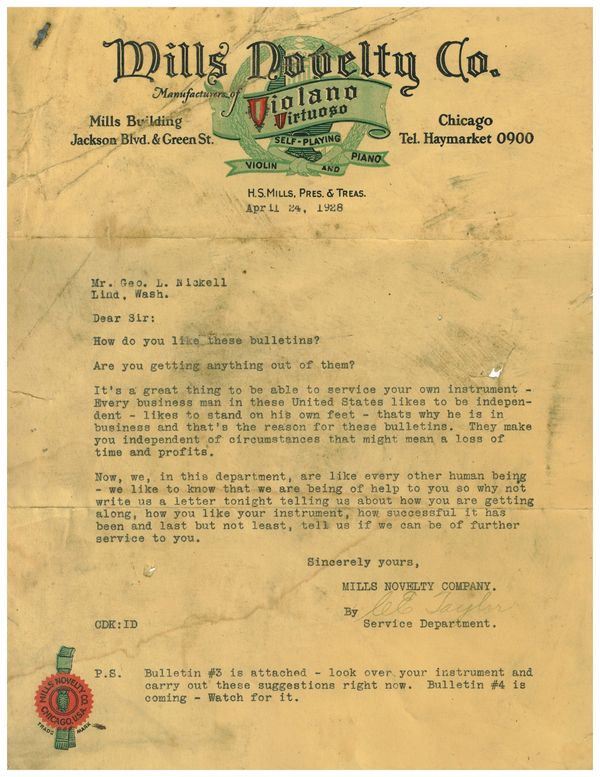 Mills Novelty Co.
Manufacturers of
Violano
Virtuoso
SELF-PLAYING
VIOLIN AND PIANO
Mills Building
Jackson Blvd. & Green St.
Chicago
Tel. Haymarket 0900
H.S. MILLS, PRES. & TREAS.
April 24, 1928
Mr. Geo. L. Nickell
Lind, Wash.
Dear Sir:
How do you like these bulletins?
Are you getting anything out of them?
It's a great thing to be able to service your own instrument -
Every business man in these United States likes to be indepen-
dent - likes to stand on his own feet - thats why he is in
business and that's the reason for these bulletins. They make
you independent of circumstances that might mean a loss of
time and profits.
Now, we, in this department, are like every other human being
- we like to know that we are being of help to you so why not
write us a letter tonight telling us about how you are getting
along, how you like your instrument, how successful it has
been and last but not least, tell us if we can be of further
service to you.
Sincerely yours,
MILLS NOVELTY COMPANY.
By CE Taylor
CDK:ID
Service Department.
P.S. Bulletin #3 is attached - look over your instrument and
carry out these suggestions right now. Bulletin #4 is
coming - Watch for it.
MILLS NOVELTY CO
CHICAGO, U.S.A.
TRADE MARK